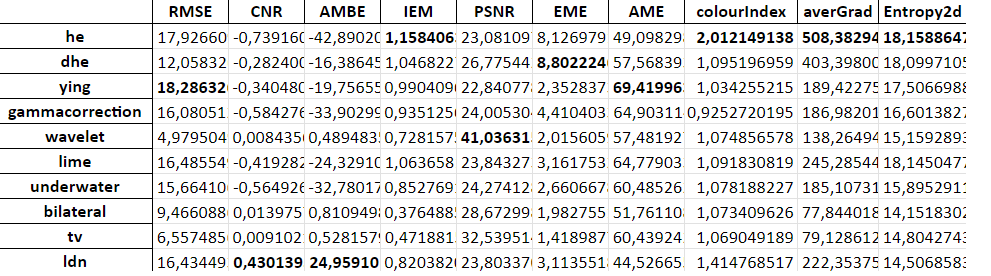 RMSE CNR AMBE IEM PSNR EME AME colourIndex averGrad Entropy2d
he 17,92660 -0,739160 -42,89020 1,158406 23,08109 8,126979 49,09829 2,012149138 508,38294 18,1588647
dhe 12,05832 -0,282400 -16,38645 1,046822 26,77544 8,802224 57,56839 1,095196959 403,39800 18,0997105
ying 18,28632 -0,340480 -19,75655 0,990409 22,84077 2,352837 69,41996 1,034255215 189,42275 17,5066988
gammacorrection 16,08051 -0,584276 -33,90299 0,935125 24,00530 4,410403 64,90311 0,9252720195 186,98201 16,6013827
wavelet 4,979504 0,008435 0,489483 0,728157 41,03631 2,015605 57,48192 1,074856578 138,26494 15,1592893
lime 16,48554 -0,419282 -24,32910 1,063658 23,84327 3,161753 64,77903 1,091830819 245,28544 18,1450477
underwater 15,66410 -0,564926 -32,78017 0,852769 24,27412 2,660667 60,48526 1,078188227 185,10731 15,8952911
bilateral 9,466088 0,013975 0,810949 0,376488 28,67299 1,982755 51,76110 1,073409626 77,844018 14,1518302
tv 6,557485 0,009102 0,528157 0,471881 32,53951 1,418987 60,43924 1,069049189 79,128612 14,8042743
ldn 16,43449 0,430139 24,95910 0,820382 23,80337 3,113551 44,52665 1,414768517 222,35375 14,5068583